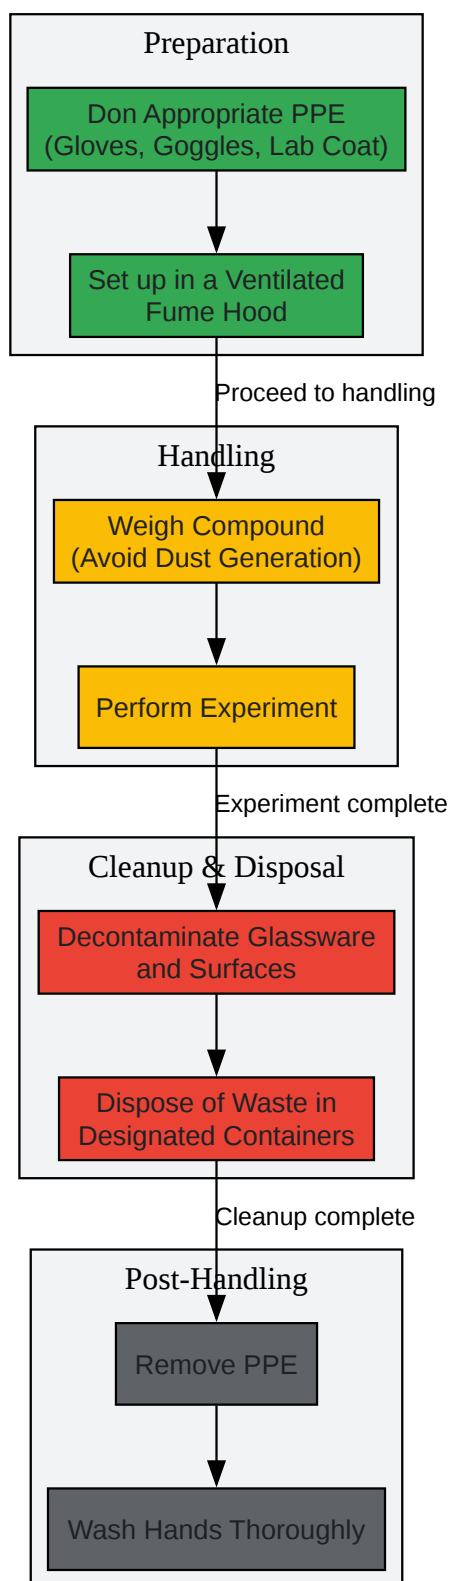 Preparation
Don Appropriate PPE
(Gloves, Goggles, Lab Coat)
Set up in a Ventilated
Fume Hood
Proceed to handling
Handling
Weigh Compound
(Avoid Dust Generation)
Perform Experiment
Experiment complete
Cleanup & Disposal
Decontaminate Glassware
and Surfaces
Dispose of Waste in
Designated Containers
Cleanup complete
Post-Handling
Remove PPE
Wash Hands Thoroughly